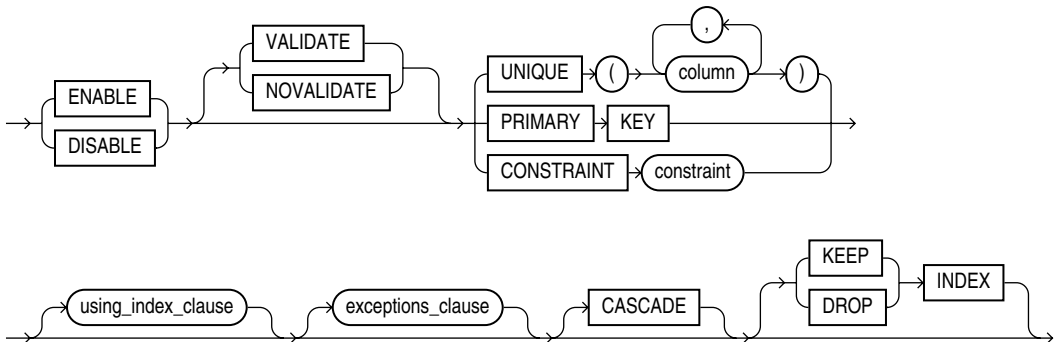 ,
VALIDATE
NOVALIDATE
UNIQUE ( column )
ENABLE
DISABLE
PRIMARY KEY
CONSTRAINT constraint
KEEP
DROP
INDEX
using_index_clause exceptions_clause CASCADE